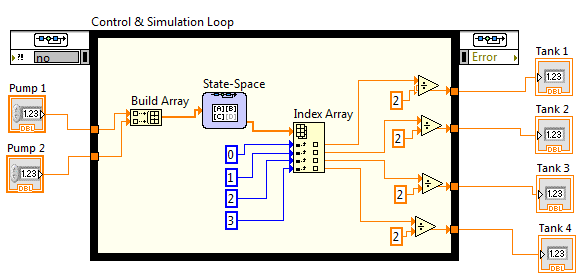 Control & Simulation Loop
?! no
Error
Tank 1
1.23
DBL
Pump 1
1.23
DBL
Build Array
State-Space
[A][B]
[C][D]
Index Array
÷
2
Tank 2
1.23
DBL
÷
2
Pump 2
1.23
DBL
0
1
2
3
Tank 3
1.23
DBL
÷
2
Tank 4
1.23
DBL
÷
2